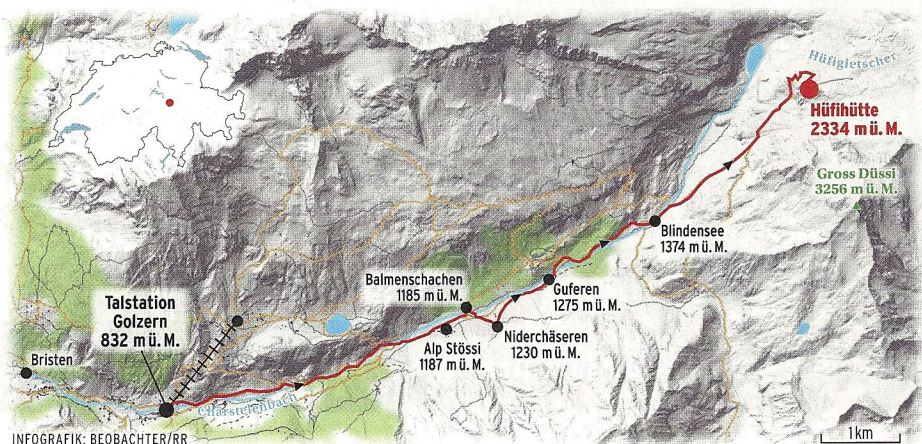 Hüfigletscher
Hüfihütte
2334 m ü. M.
Gross Düssi
3256 m ü. M.
Blindensee
1374 m ü. M.
Balmenschachen
1185 m ü. M.
Guferen
1275 m ü. M.
Talstation
Golzern
832 m ü. M.
Niderchäseren
1230 m ü. M.
Alp Stössi
1187 m ü. M.
Bristen
Chärstelenbach
INFOGRAFIK: BEOBACHTER/RR
1 km